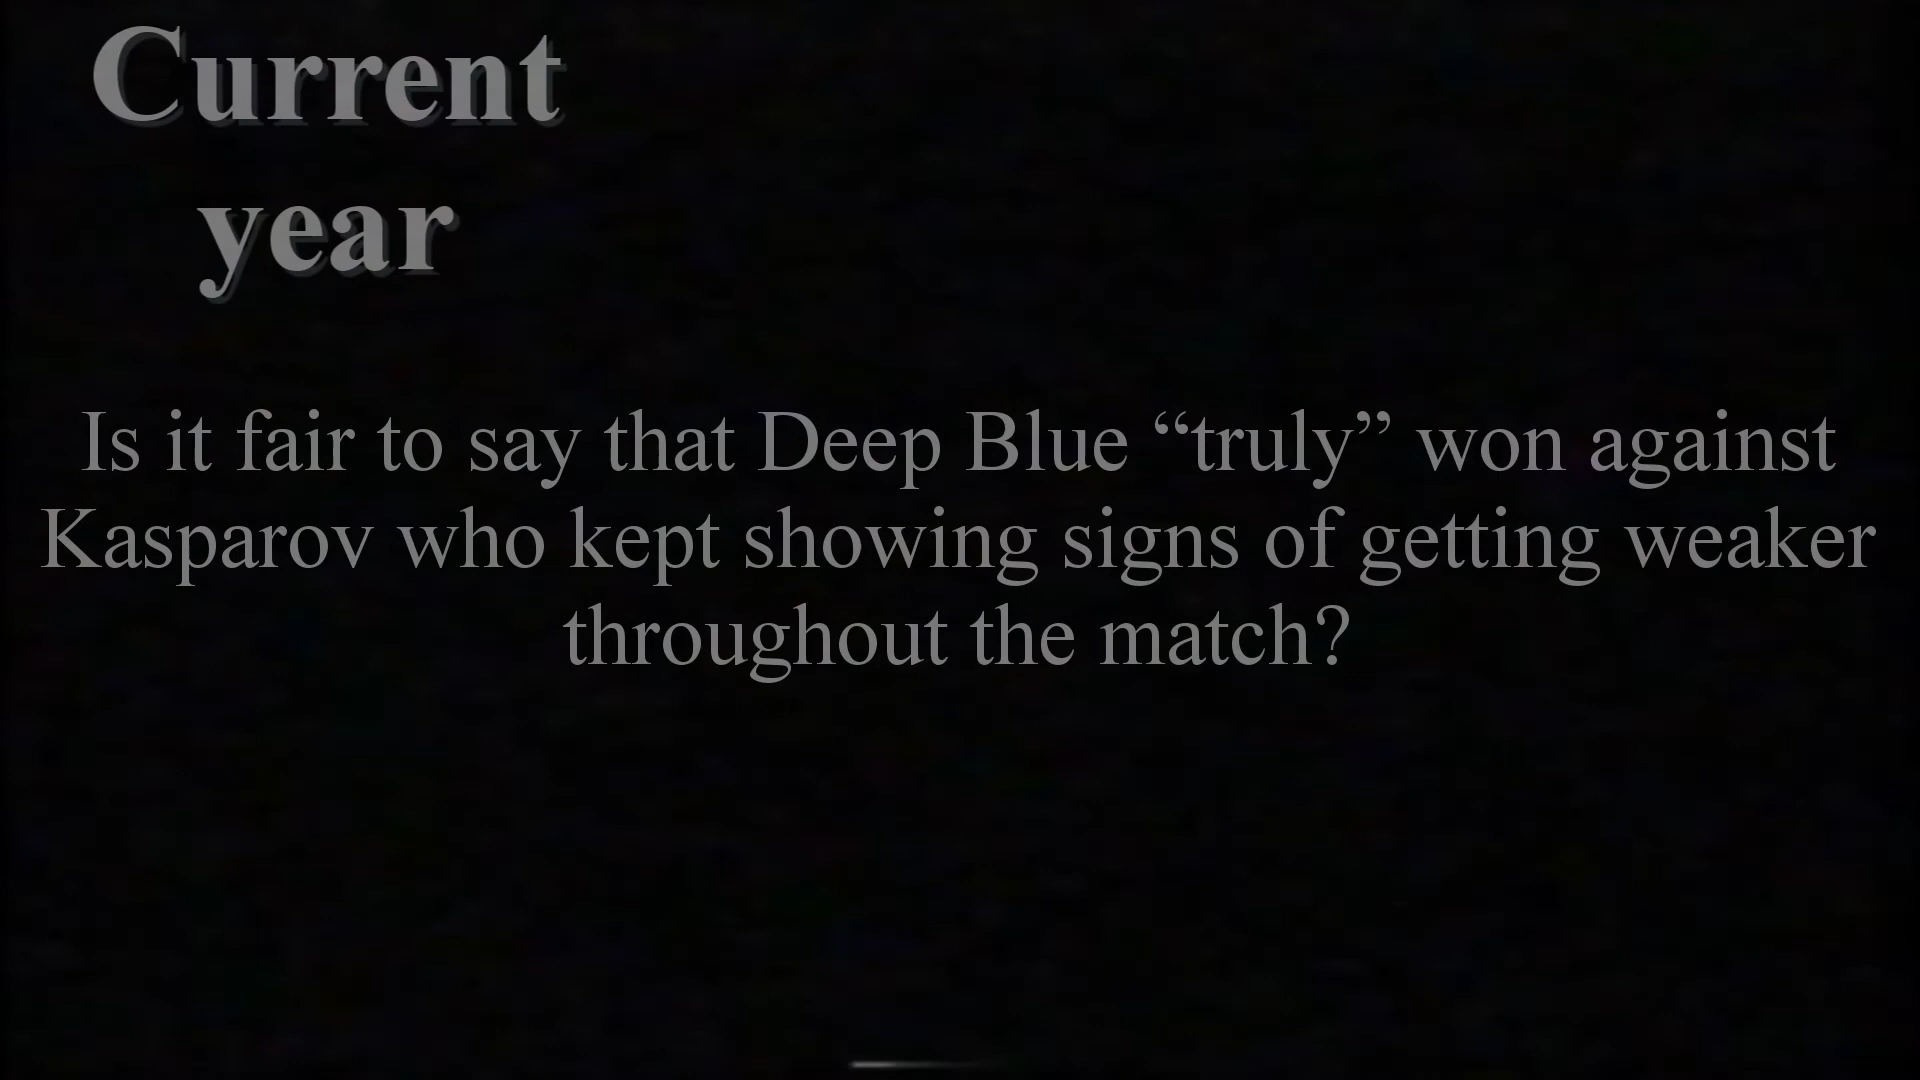 Current
year
Is it fair to say that Deep Blue “truly” won against
Kasparov who kept showing signs of getting weaker
throughout the match?